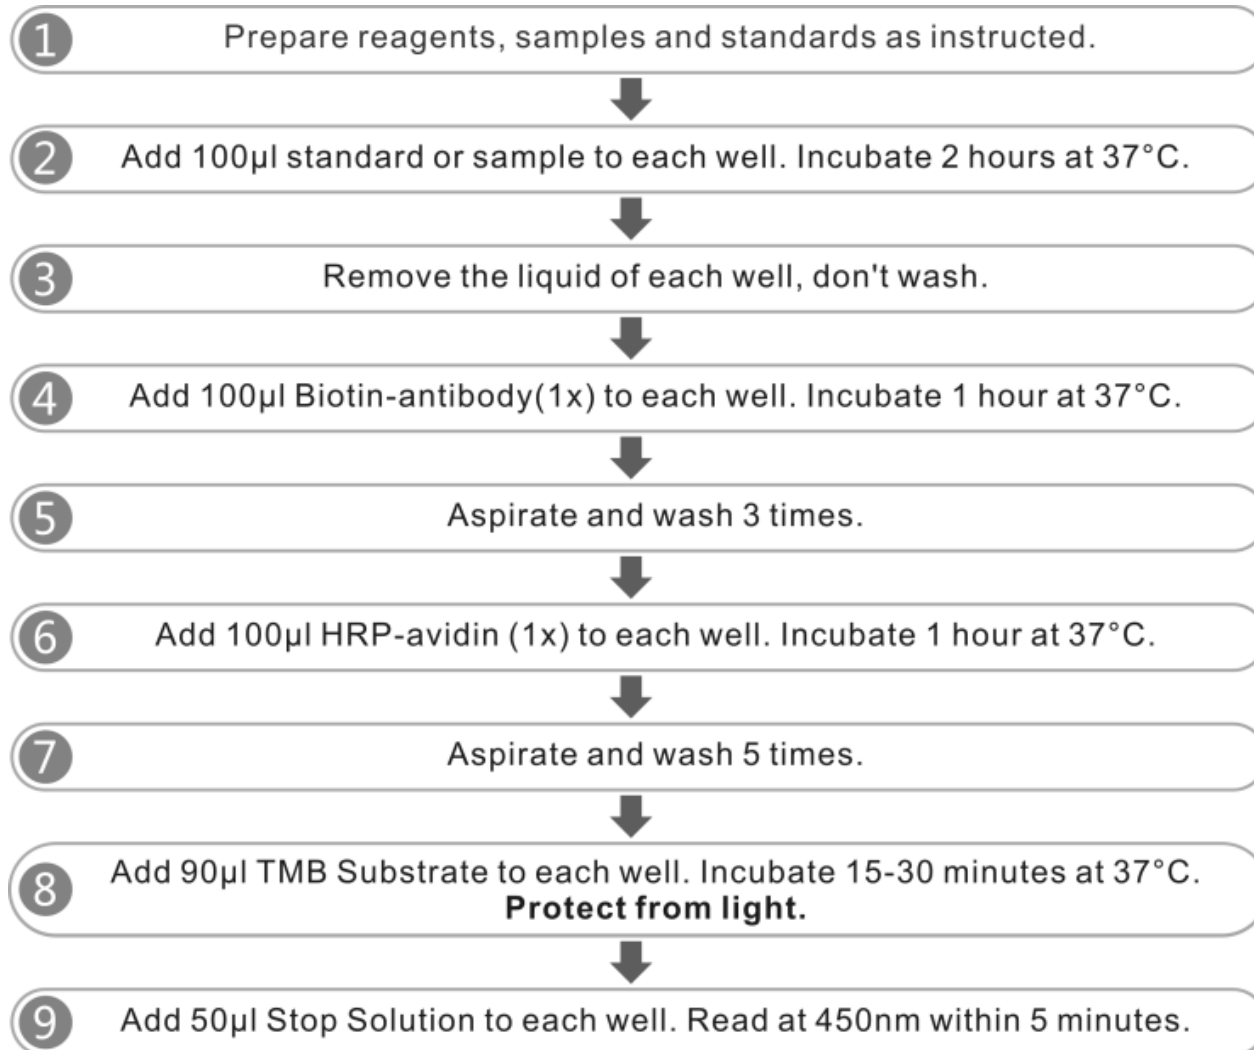 1 Prepare reagents, samples and standards as instructed.
2 Add 100µl standard or sample to each well. Incubate 2 hours at 37°C.
3 Remove the liquid of each well, don't wash.
4 Add 100µl Biotin-antibody(1x) to each well. Incubate 1 hour at 37°C.
5 Aspirate and wash 3 times.
6 Add 100µl HRP-avidin (1x) to each well. Incubate 1 hour at 37°C.
7 Aspirate and wash 5 times.
8 Add 90µl TMB Substrate to each well. Incubate 15-30 minutes at 37°C.
Protect from light.
9 Add 50µl Stop Solution to each well. Read at 450nm within 5 minutes.